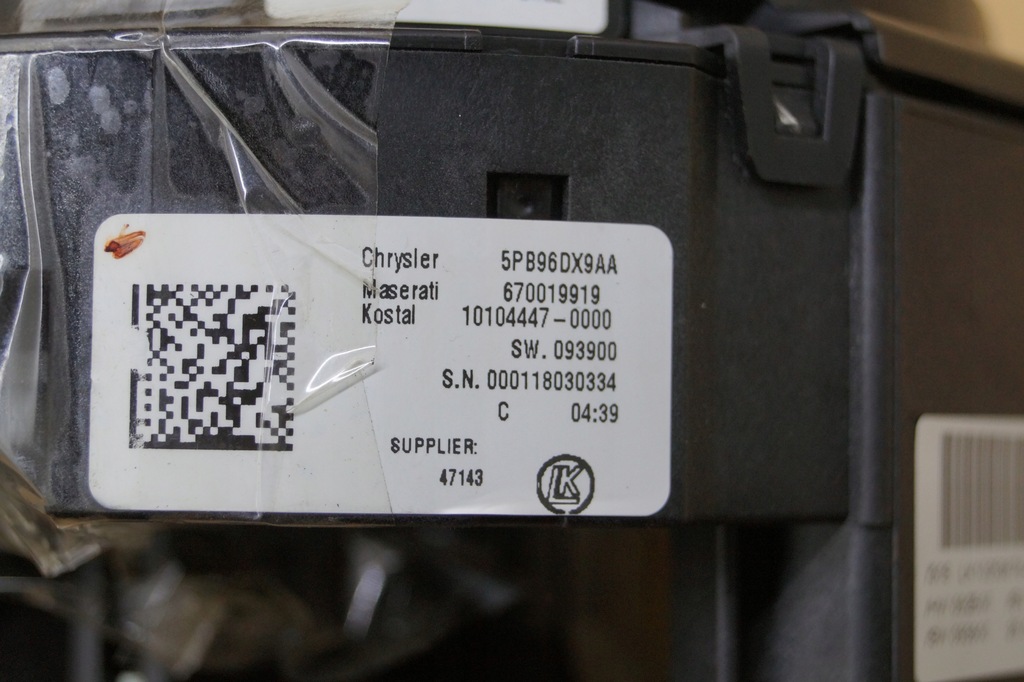 Chrysler 5PB96DX9AA
Maserati 670019919
Kostal 10104447-0000
SW. 093900
S.N. 000118030334
C 04:39
SUPPLIER:
47143
LK